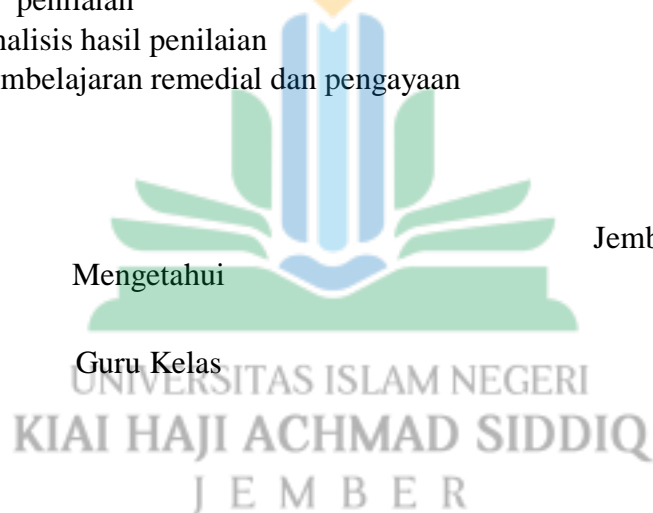 penilaian
nalisis hasil penilaian
mbelajaran remedial dan pengayaan
Jemb
Mengetahui
Guru Kelas
UNIVERSITAS ISLAM NEGERI
KIAI HAJI ACHMAD SIDDIQ
JEMBER